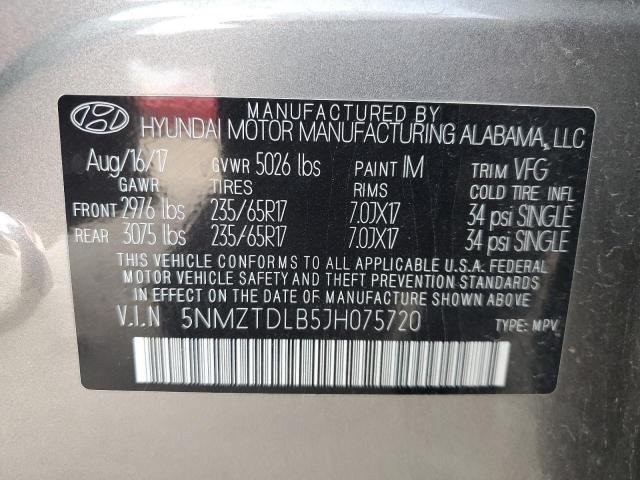 MANUFACTURED BY
HYUNDAI MOTOR MANUFACTURING ALABAMA, LLC
Aug/16/17 GVWR 5026 lbs PAINT IM TRIM VFG
GAWR TIRES RIMS COLD TIRE INFL
FRONT 2976 lbs 235/65R17 7.0JX17 34 psi SINGLE
REAR 3075 lbs 235/65R17 7.0JX17 34 psi SINGLE
THIS VEHICLE CONFORMS TO ALL APPLICABLE U.S.A. FEDERAL
MOTOR VEHICLE SAFETY AND THEFT PREVENTION STANDARDS
IN EFFECT ON THE DATE OF MANUFACTURE SHOWN ABOVE.
V.I.N 5NMZTDLB5JH075720 TYPE: MPV